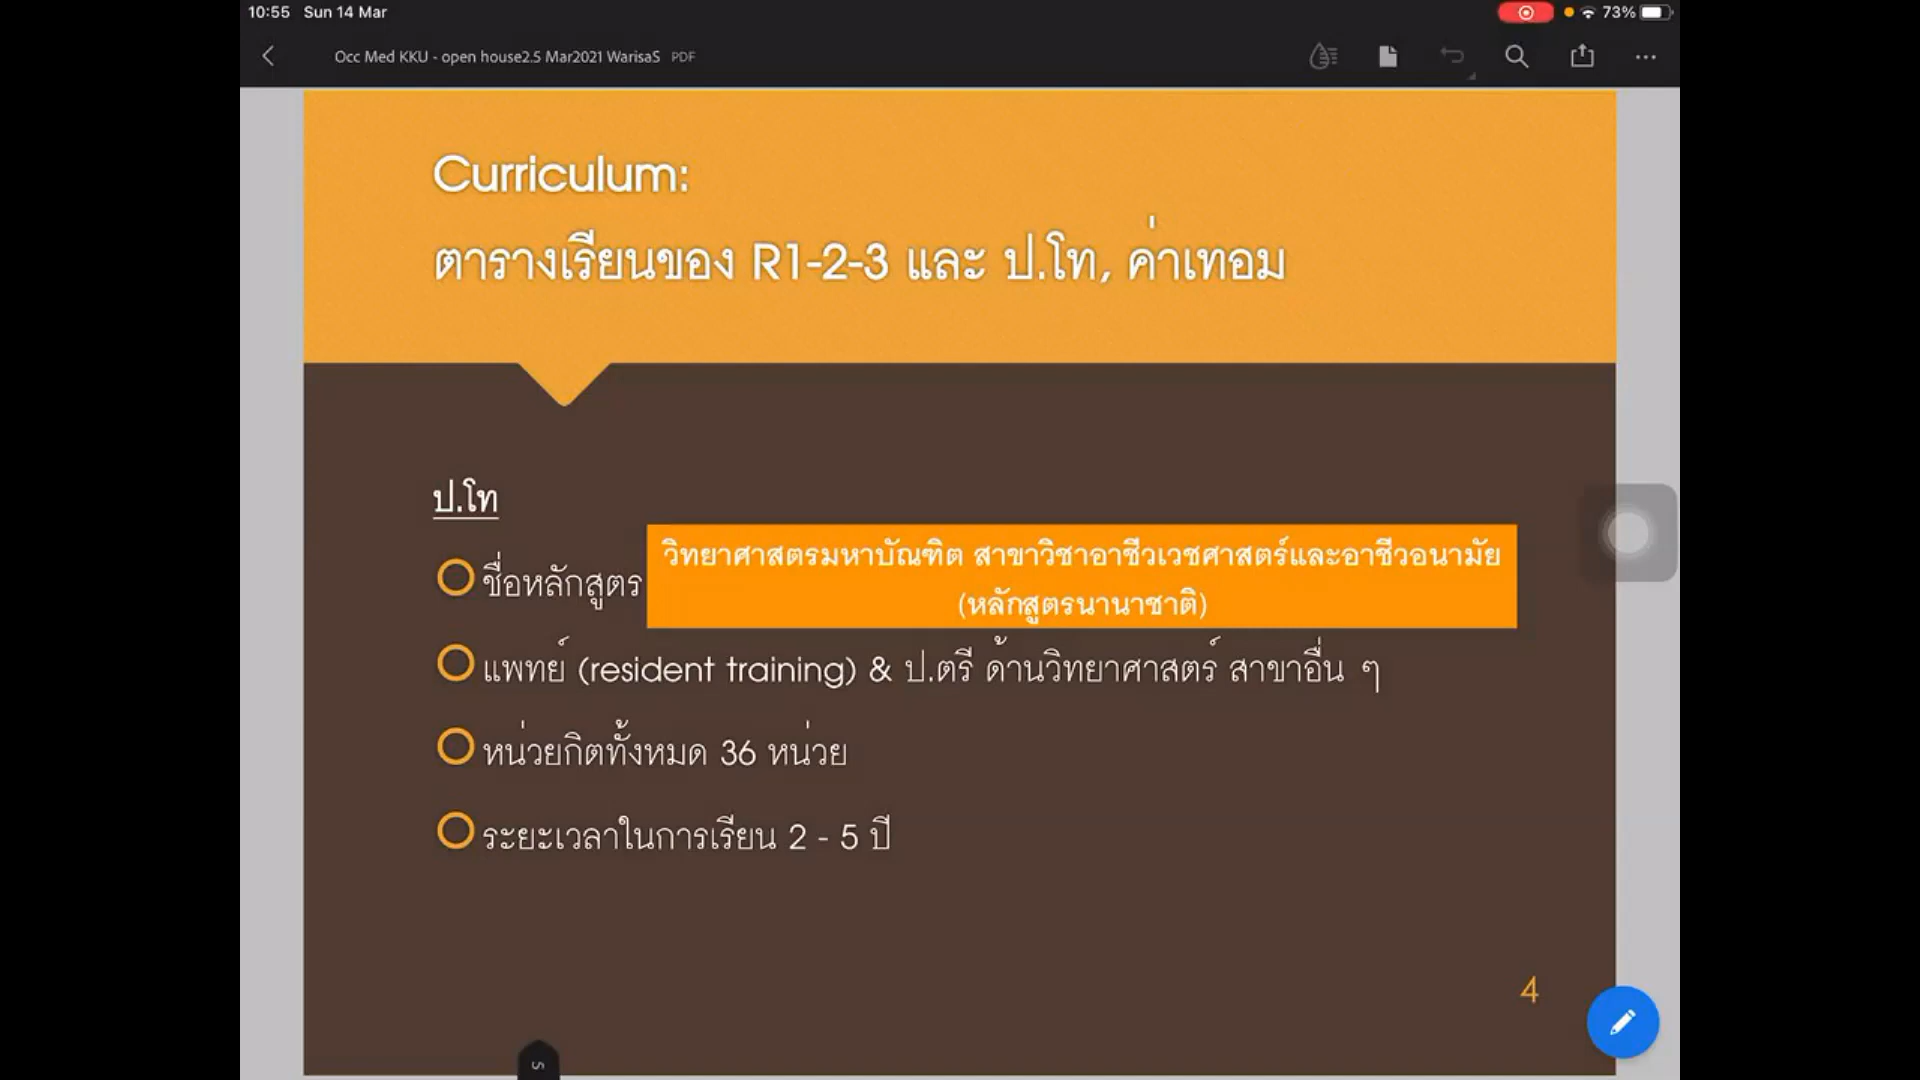 10:55 Sun 14 Mar
73%
Occ Med KKU - open house2.5 Mar2021 WarisaS PDF
Curriculum:
ตารางเรียนของ R1-2-3 และ ป.โท, ค่าเทอม
ป.โท
ชื่อหลักสูตร
วิทยาศาสตรมหาบัณฑิต สาขาวิชาอาชีวเวชศาสตร์และอาชีวอนามัย
(หลักสูตรนานาชาติ)
แพทย์ (resident training) & ป.ตรี ด้านวิทยาศาสตร์ สาขาอื่น ๆ
หน่วยกิตทั้งหมด 36 หน่วย
ระยะเวลาในการเรียน 2 - 5 ปี
4
5